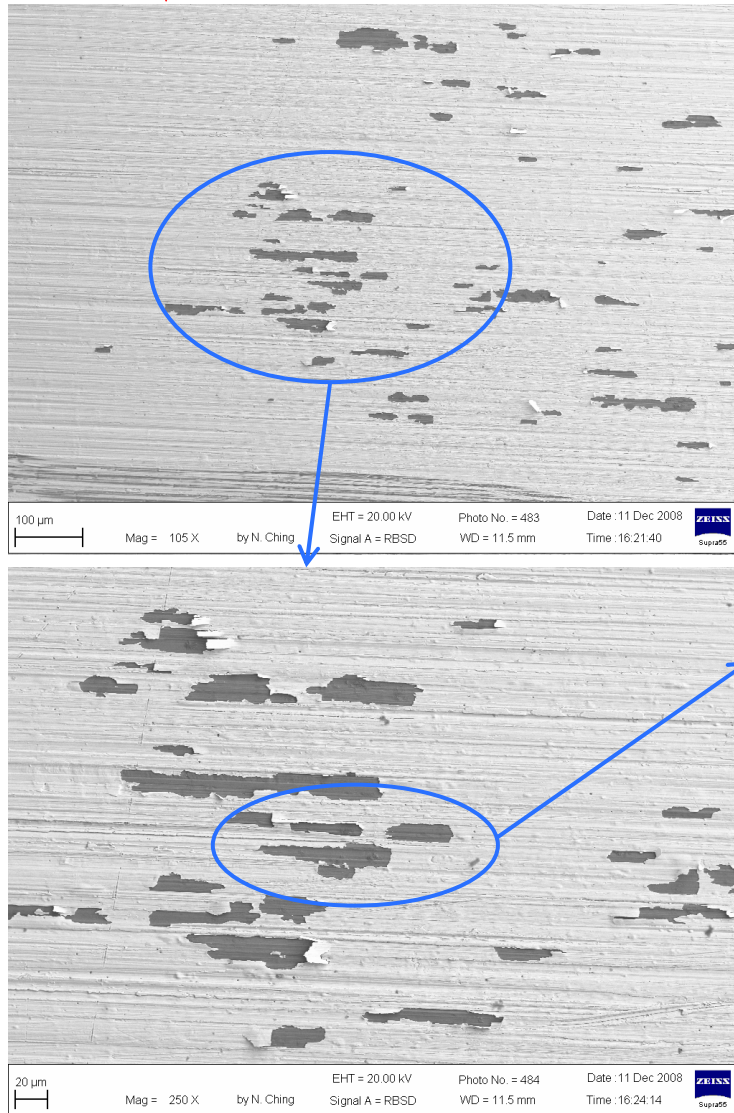 100 µm
Mag = 105 X by N. Ching
EHT = 20.00 kV
Signal A = RBSD
Photo No. = 483
WD = 11.5 mm
Date :11 Dec 2008
Time :16:21:40
ZEISS
Supra55
20 µm
Mag = 250 X by N. Ching
EHT = 20.00 kV
Signal A = RBSD
Photo No. = 484
WD = 11.5 mm
Date :11 Dec 2008
Time :16:24:14
ZEISS
Supra55